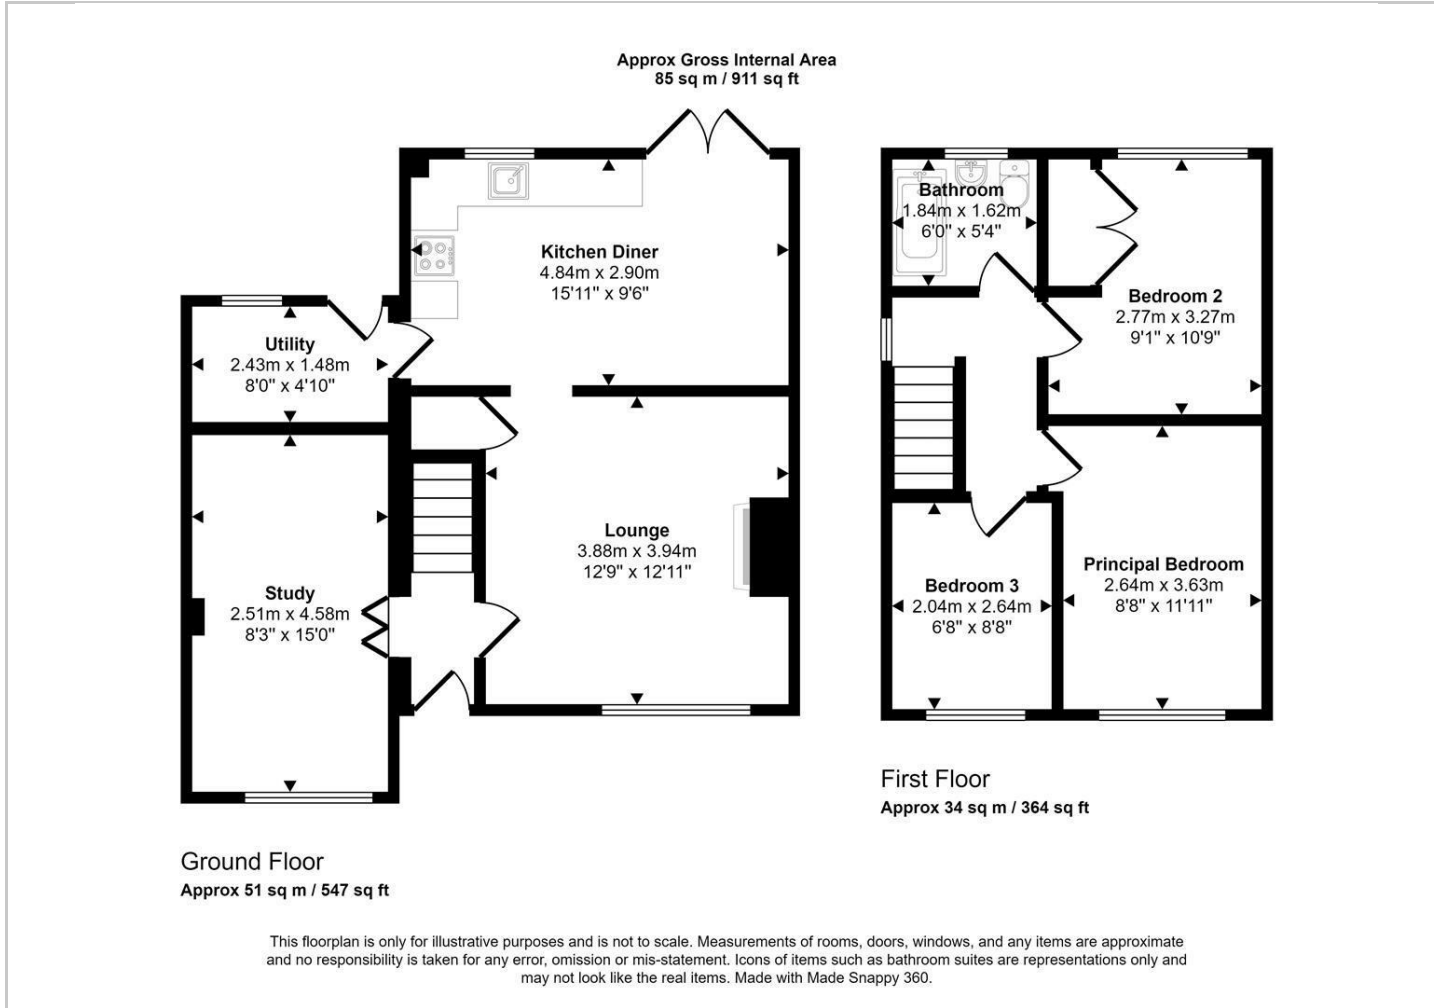 Approx Gross Internal Area
85 sq m / 911 sq ft
Kitchen Diner
4.84m x 2.90m
15'11" x 9'6"
Utility
2.43m x 1.48m
8'0" x 4'10"
Lounge
3.88m x 3.94m
12'9" x 12'11"
Study
2.51m x 4.58m
8'3" x 15'0"
Ground Floor
Approx 51 sq m / 547 sq ft
Bathroom
1.84m x 1.62m
6'0" x 5'4"
Bedroom 2
2.77m x 3.27m
9'1" x 10'9"
Principal Bedroom
2.64m x 3.63m
8'8" x 11'11"
Bedroom 3
2.04m x 2.64m
6'8" x 8'8"
First Floor
Approx 34 sq m / 364 sq ft
This floorplan is only for illustrative purposes and is not to scale. Measurements of rooms, doors, windows, and any items are approximate
and no responsibility is taken for any error, omission or mis-statement. Icons of items such as bathroom suites are representations only and
may not look like the real items. Made with Made Snappy 360.